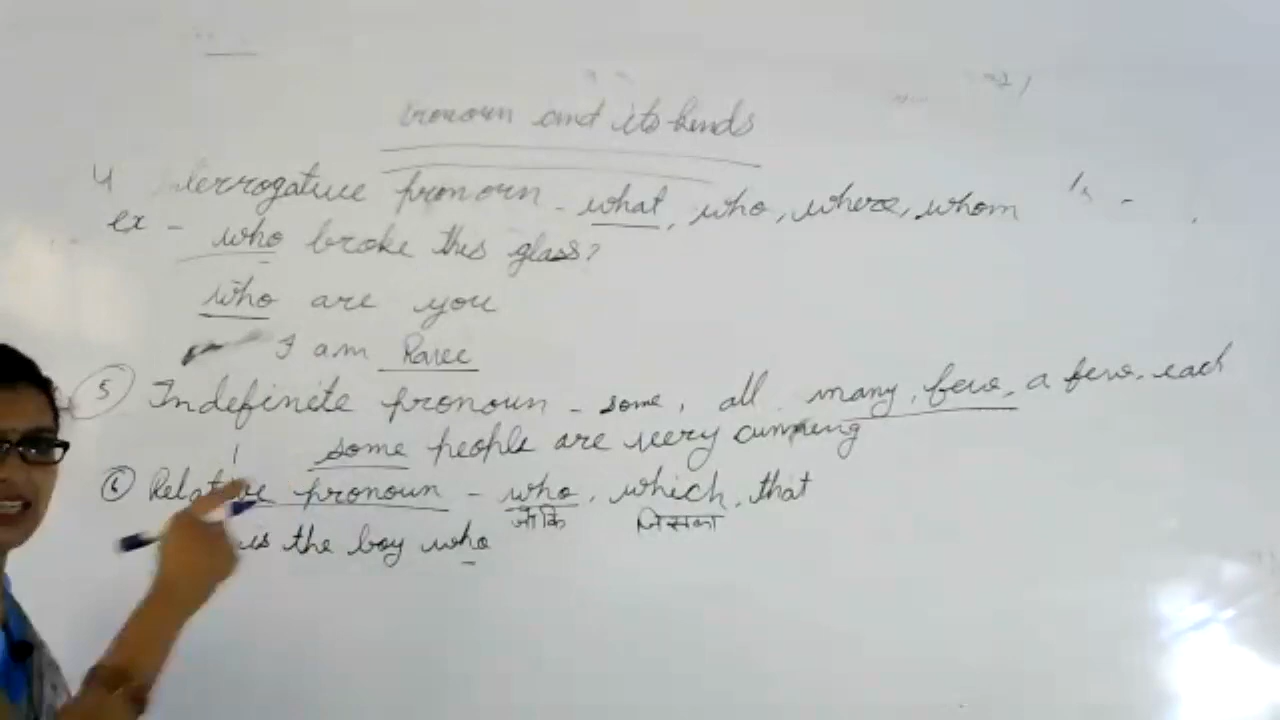 pronoun and its kinds
4 Interrogative pronoun - what, who, where, whom
ex - who broke this glass?
who are you
I am
5 Indefinite pronoun - some, all, many, few, a few, each
some people are very cunning
6 Relative pronoun - who, which, that
जोकि जिसका
is the boy who